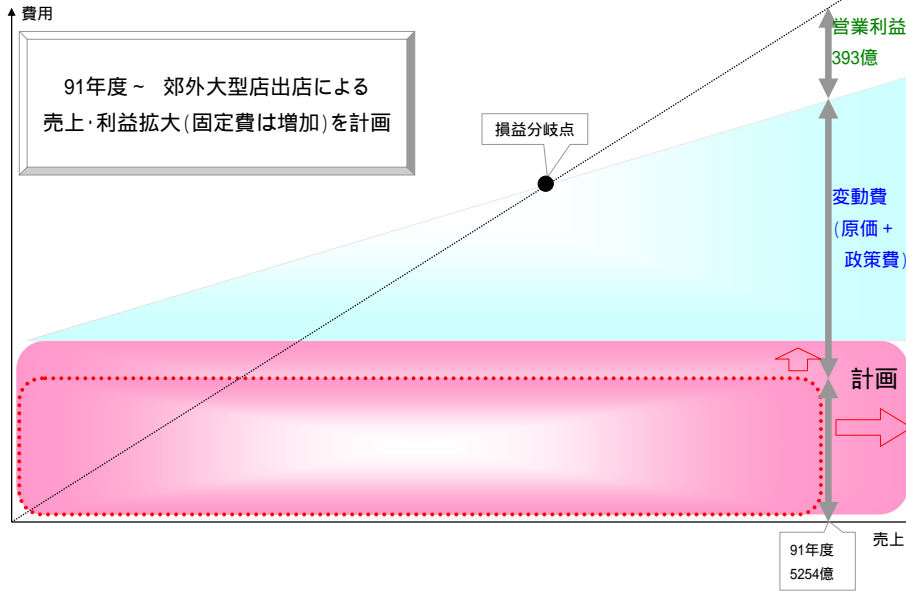 費用
91年度~ 郊外大型店出店による
売上・利益拡大(固定費は増加)を計画
損益分岐点
営業利益
393億
変動費
(原価+
政策費)
計画
売上
91年度
5254億